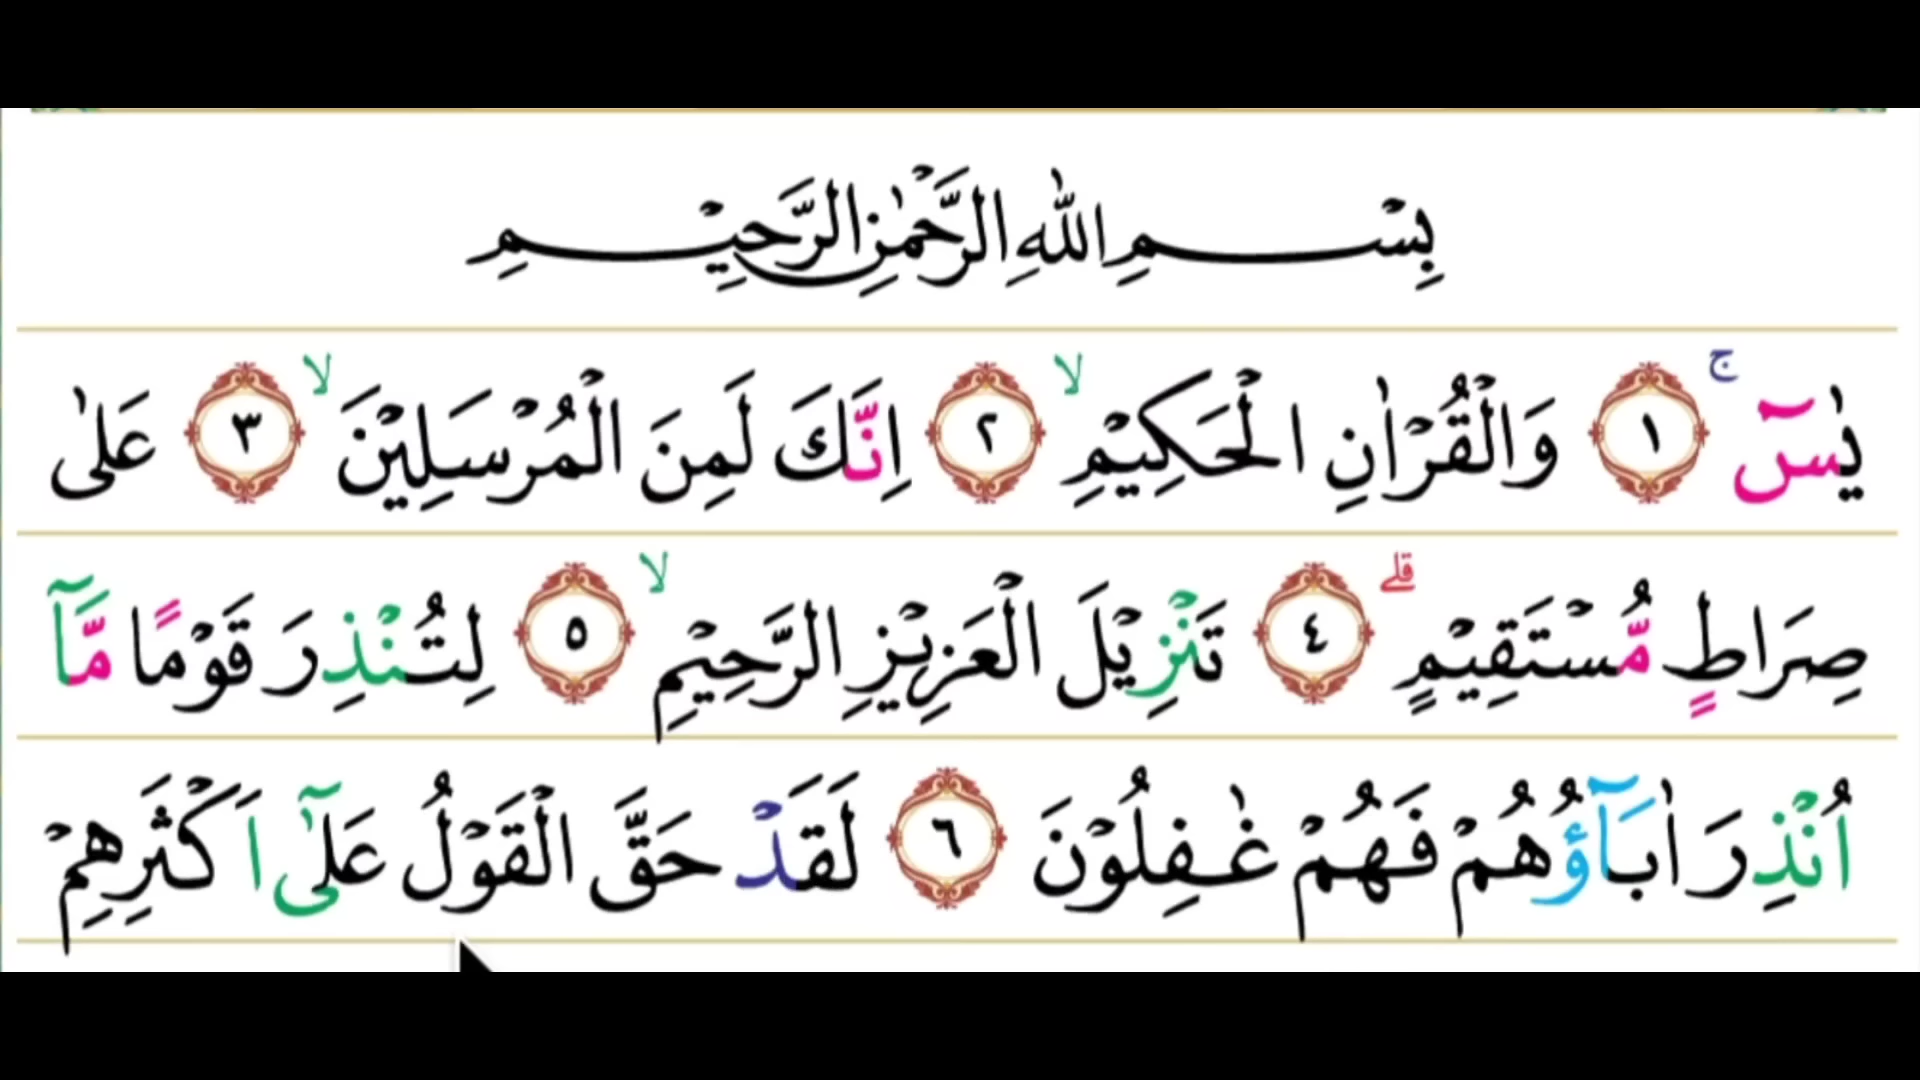 بِسْمِ اللّٰهِ الرَّحْمٰنِ الرَّحِيْمِ
يٰسٓ ۚ ١ وَالْقُرْاٰنِ الْحَكِيْمِ ۙ ٢ اِنَّكَ لَمِنَ الْمُرْسَلِيْنَ ۙ ٣ عَلٰى
صِرَاطٍ مُّسْتَقِيْمٍ ۗ ٤ تَنْزِيْلَ الْعَزِيْزِ الرَّحِيْمِ ۙ ٥ لِتُنْذِرَ قَوْمًا مَّآ
اُنْذِرَ اٰبَآؤُهُمْ فَهُمْ غٰفِلُوْنَ ٦ لَقَدْ حَقَّ الْقَوْلُ عَلٰٓى اَكْثَرِهِمْ